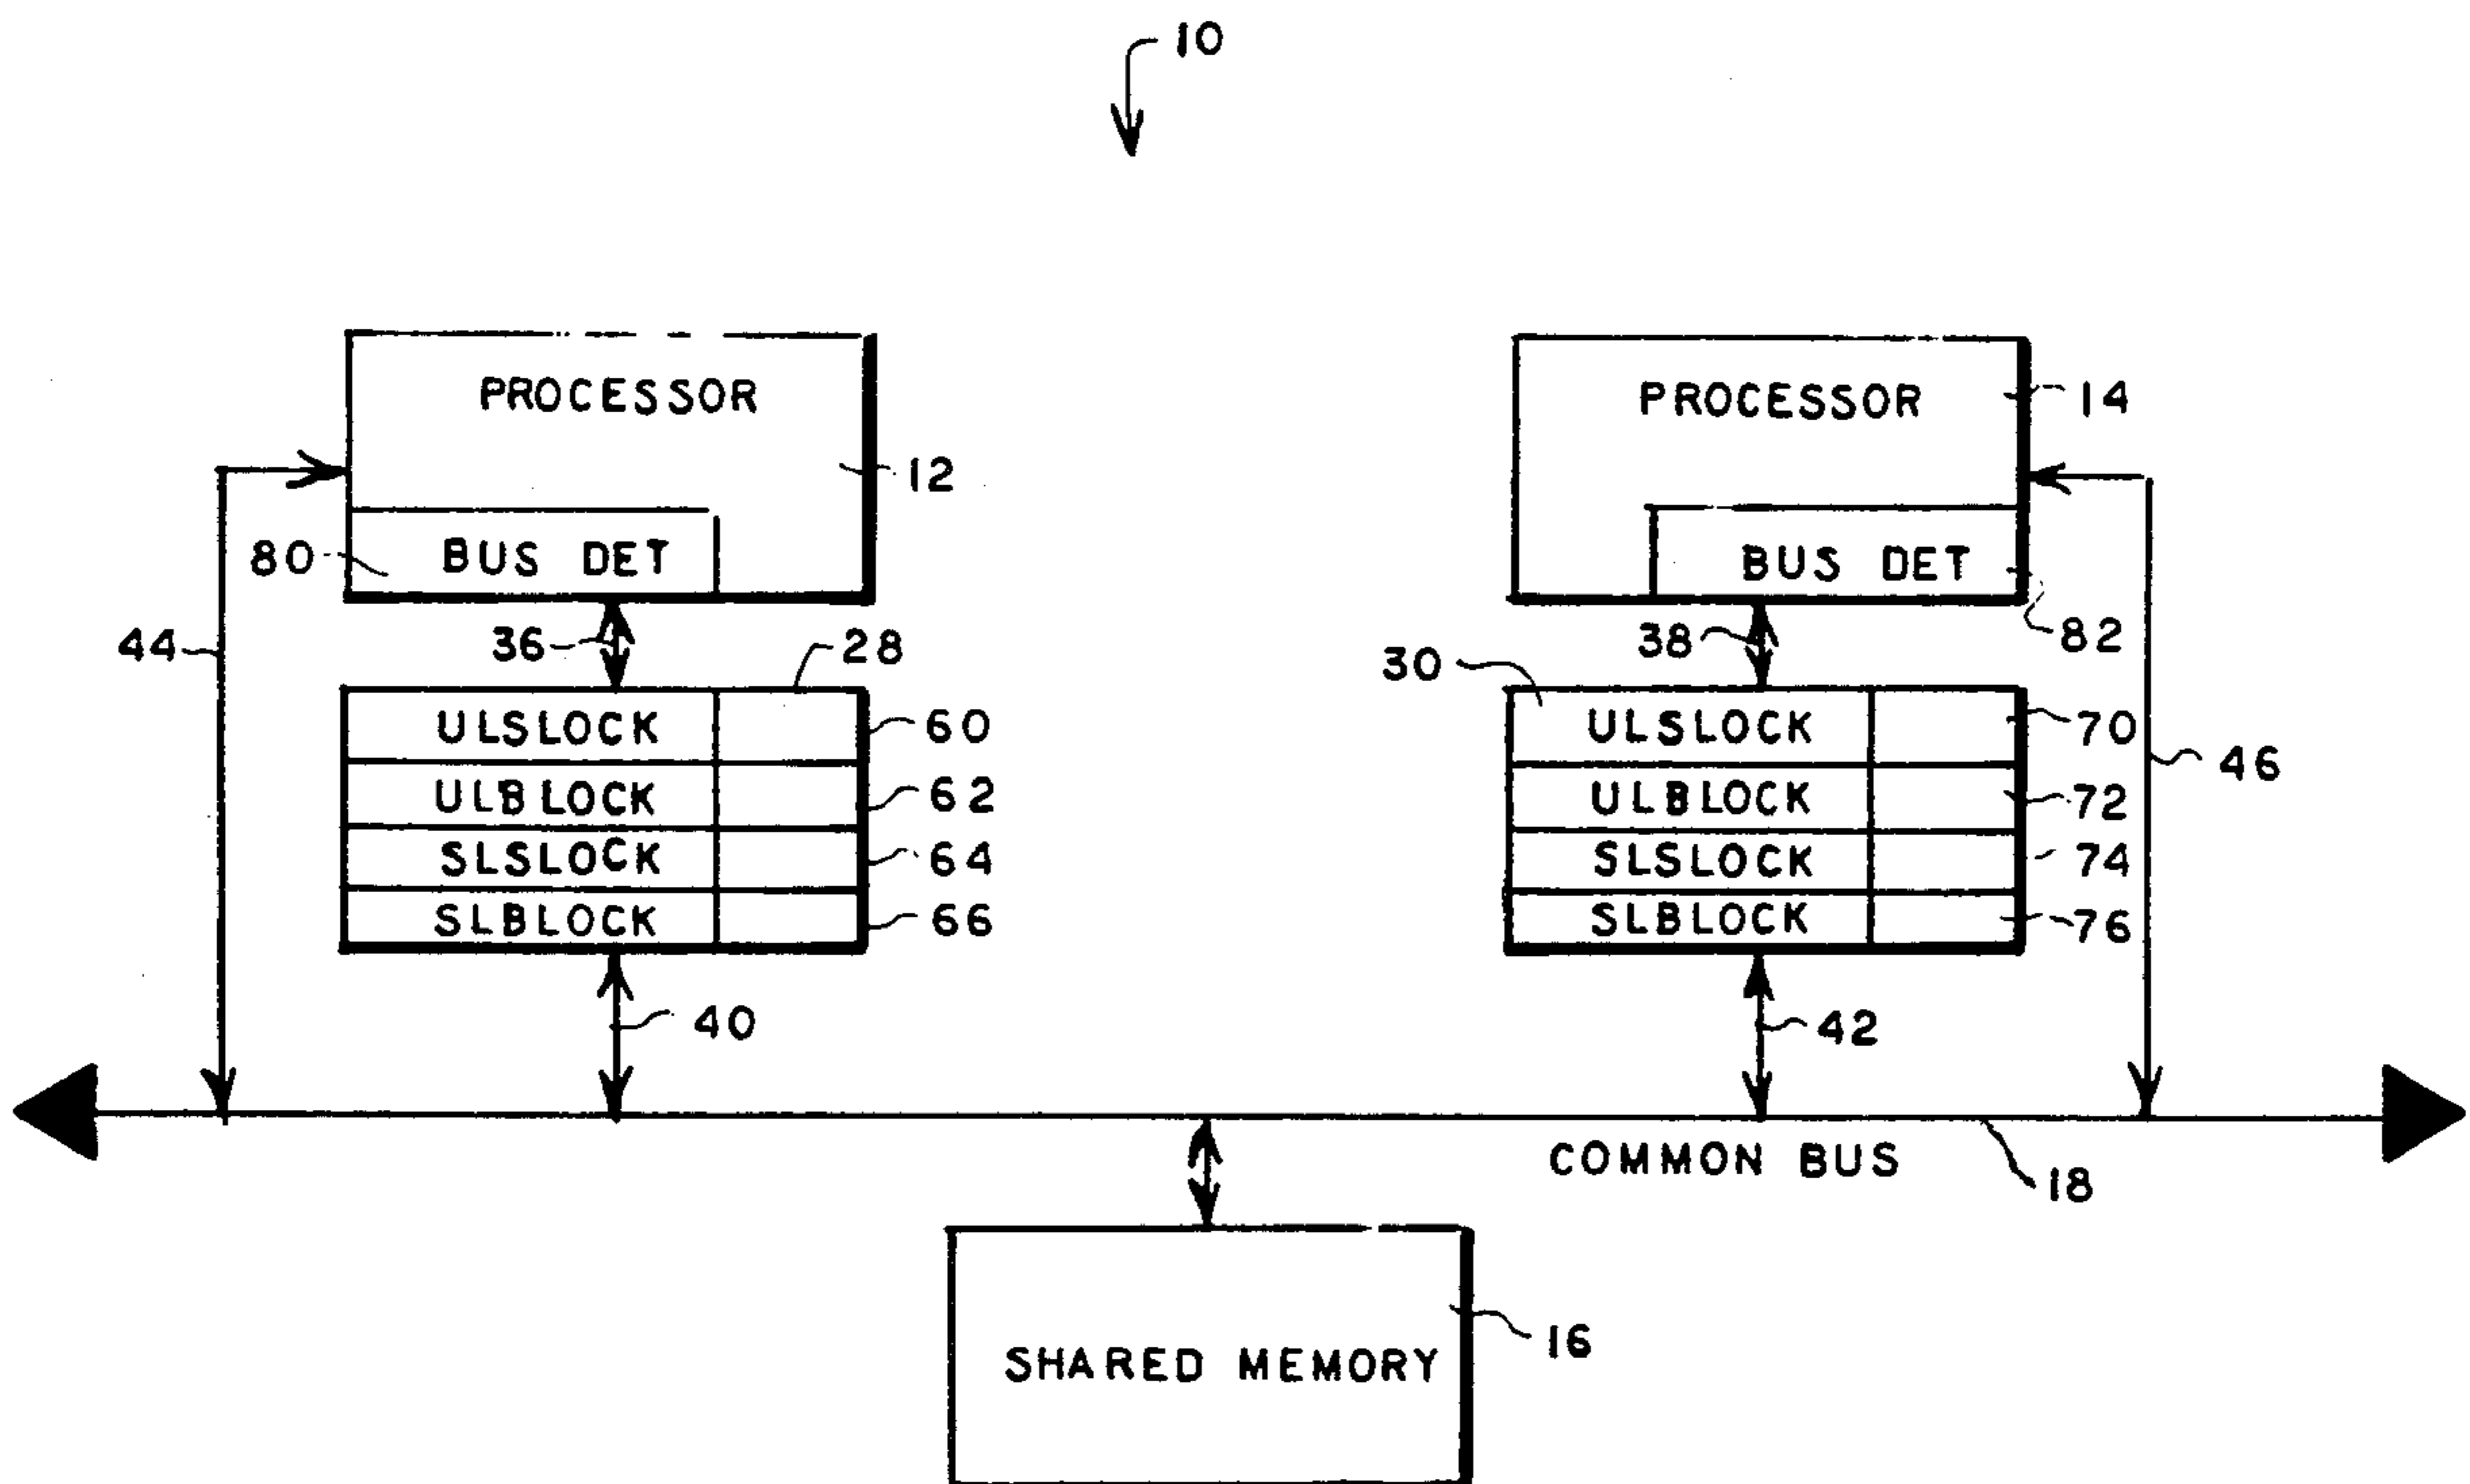 10
PROCESSOR
12
80
BUS DET
PROCESSOR
14
BUS DET
82
44
36
28
ULSLOCK
60
ULBLOCK
62
SLSLOCK
64
SLBLOCK
66
40
38
30
ULSLOCK
70
ULBLOCK
72
SLSLOCK
74
SLBLOCK
76
46
42
COMMON BUS
18
SHARED MEMORY
16